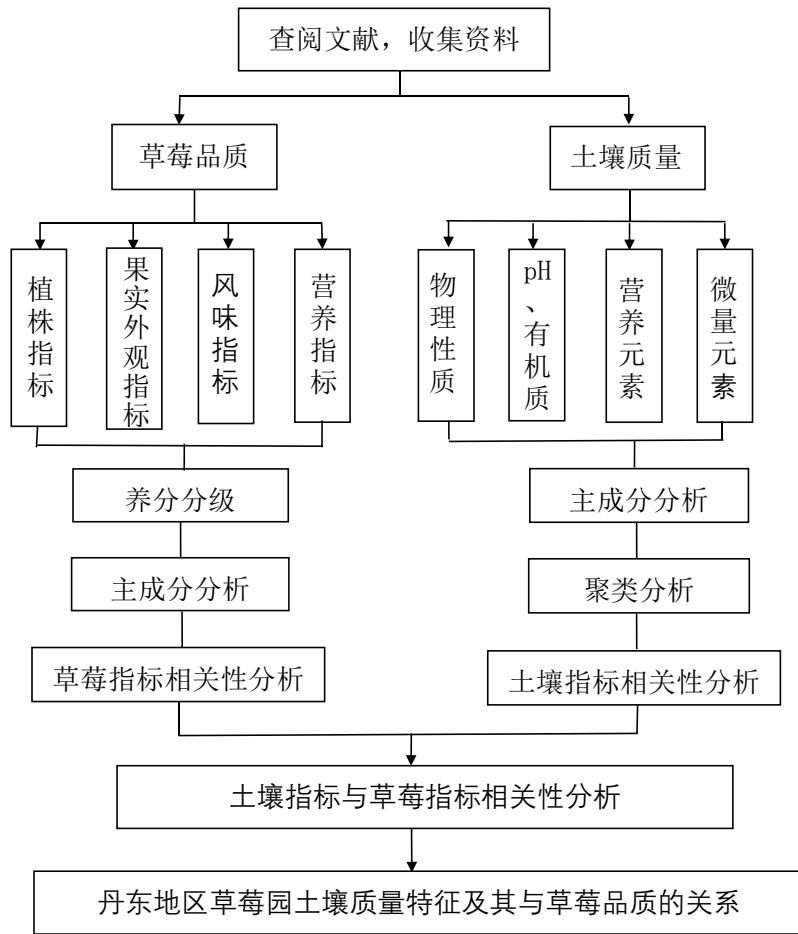 查阅文献，收集资料
草莓品质
土壤质量
植株指标
果实外观指标
风味指标
营养指标
物理性质
pH、有机质
营养元素
微量元素
养分分级
主成分分析
主成分分析
聚类分析
草莓指标相关性分析
土壤指标相关性分析
土壤指标与草莓指标相关性分析
丹东地区草莓园土壤质量特征及其与草莓品质的关系